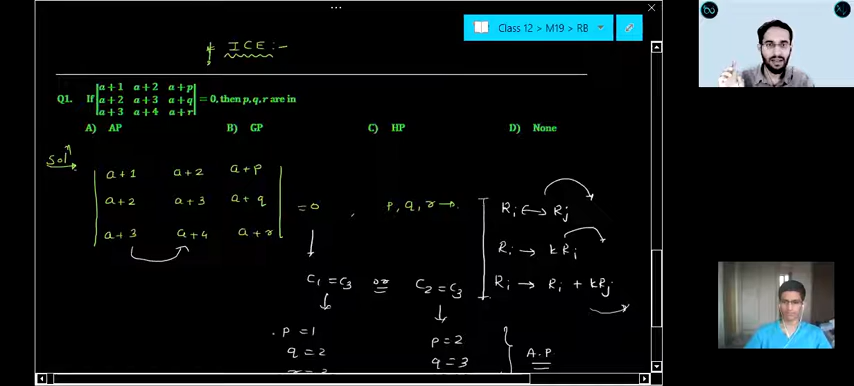 Class 12 > M19 > RB
* ICE :-
Q1. If |a+1 a+2 a+p|
|a+2 a+3 a+q| = 0, then p, q, r are in
|a+3 a+4 a+r|
A) AP B) GP C) HP D) None
Solⁿ
a+1 a+2 a+p
a+2 a+3 a+q
a+3 a+4 a+r
= 0 , p, q, r →
Ri ↔ Rj
Ri → kRi
Ri → Ri + kRj
C1 = C3 or C2 = C3
p = 1
q = 2
p = 2
q = 3
A.P